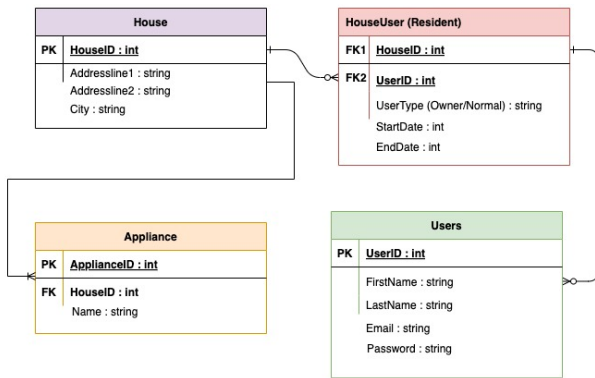 House
PK HouseID : int
Addressline1 : string
Addressline2 : string
City : string
HouseUser (Resident)
FK1 HouseID : int
FK2 UserID : int
UserType (Owner/Normal) : string
StartDate : int
EndDate : int
Appliance
PK ApplianceID : int
FK HouseID : int
Name : string
Users
PK UserID : int
FirstName : string
LastName : string
Email : string
Password : string